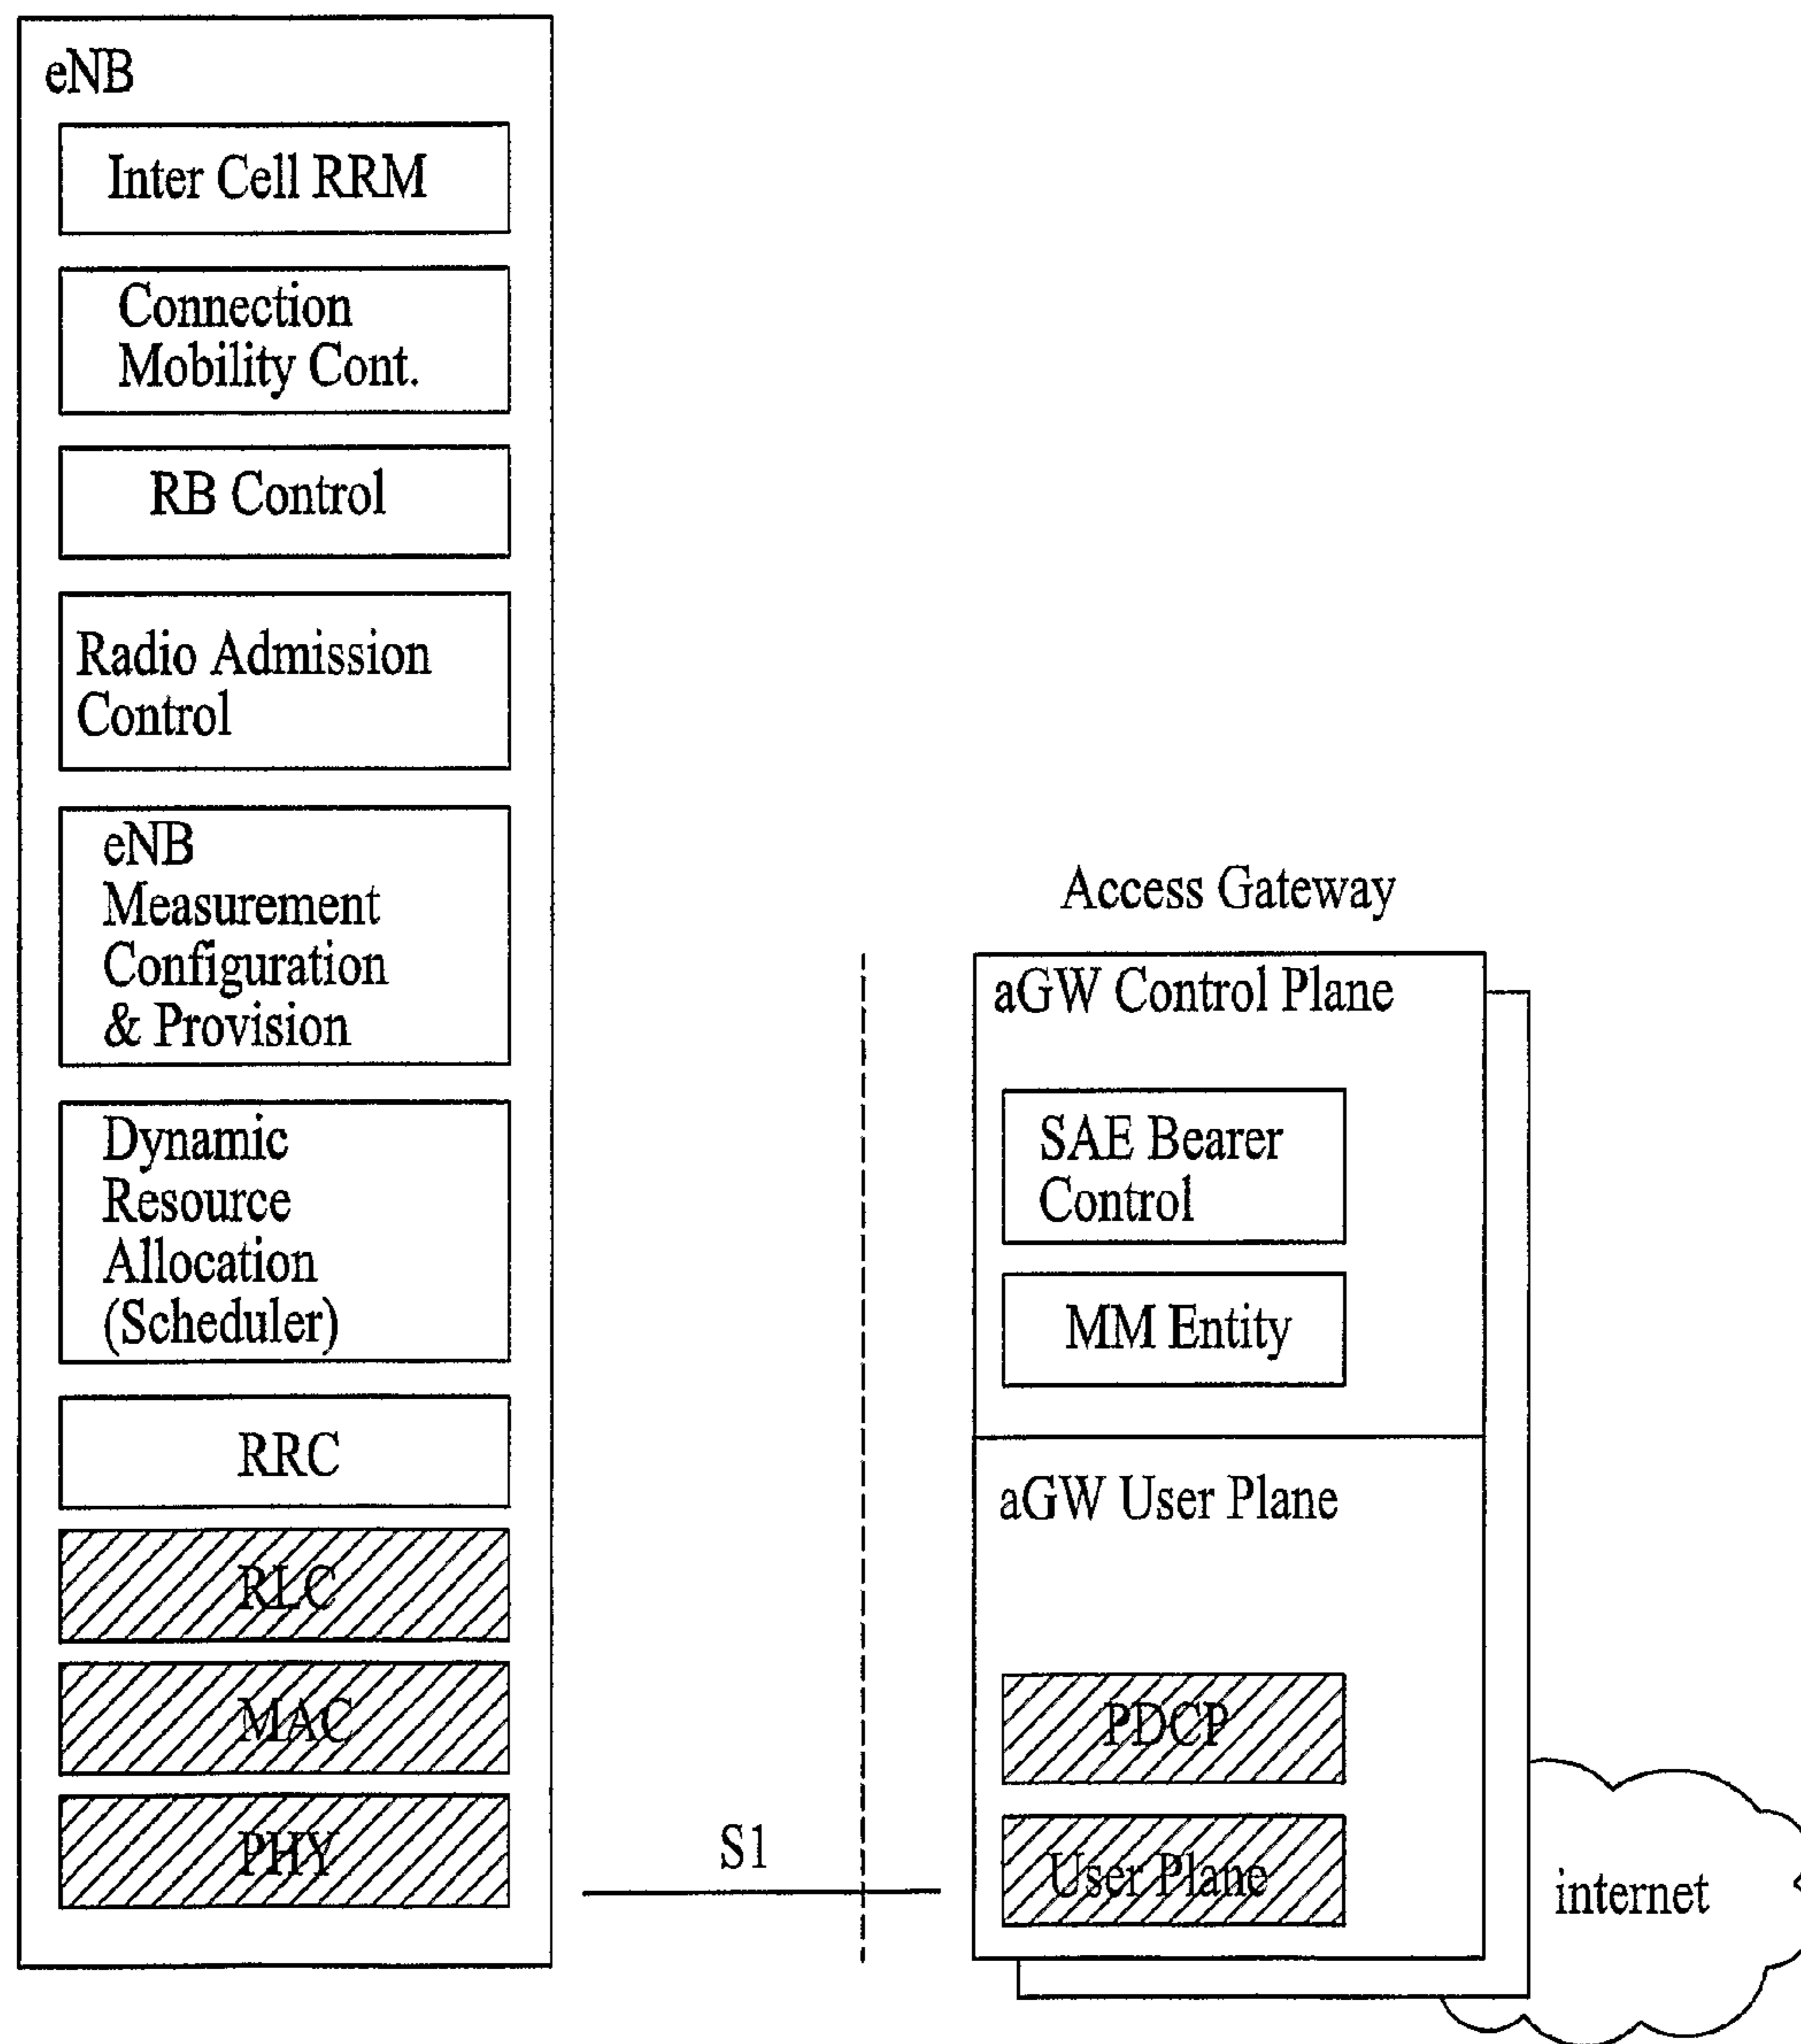 eNB
Inter Cell RRM
Connection
Mobility Cont.
RB Control
Radio Admission
Control
eNB
Measurement
Configuration
& Provision
Dynamic
Resource
Allocation
(Scheduler)
RRC
RLC
MAC
PHY
S1
Access Gateway
aGW Control Plane
SAE Bearer
Control
MM Entity
aGW User Plane
PDCP
User Plane
internet